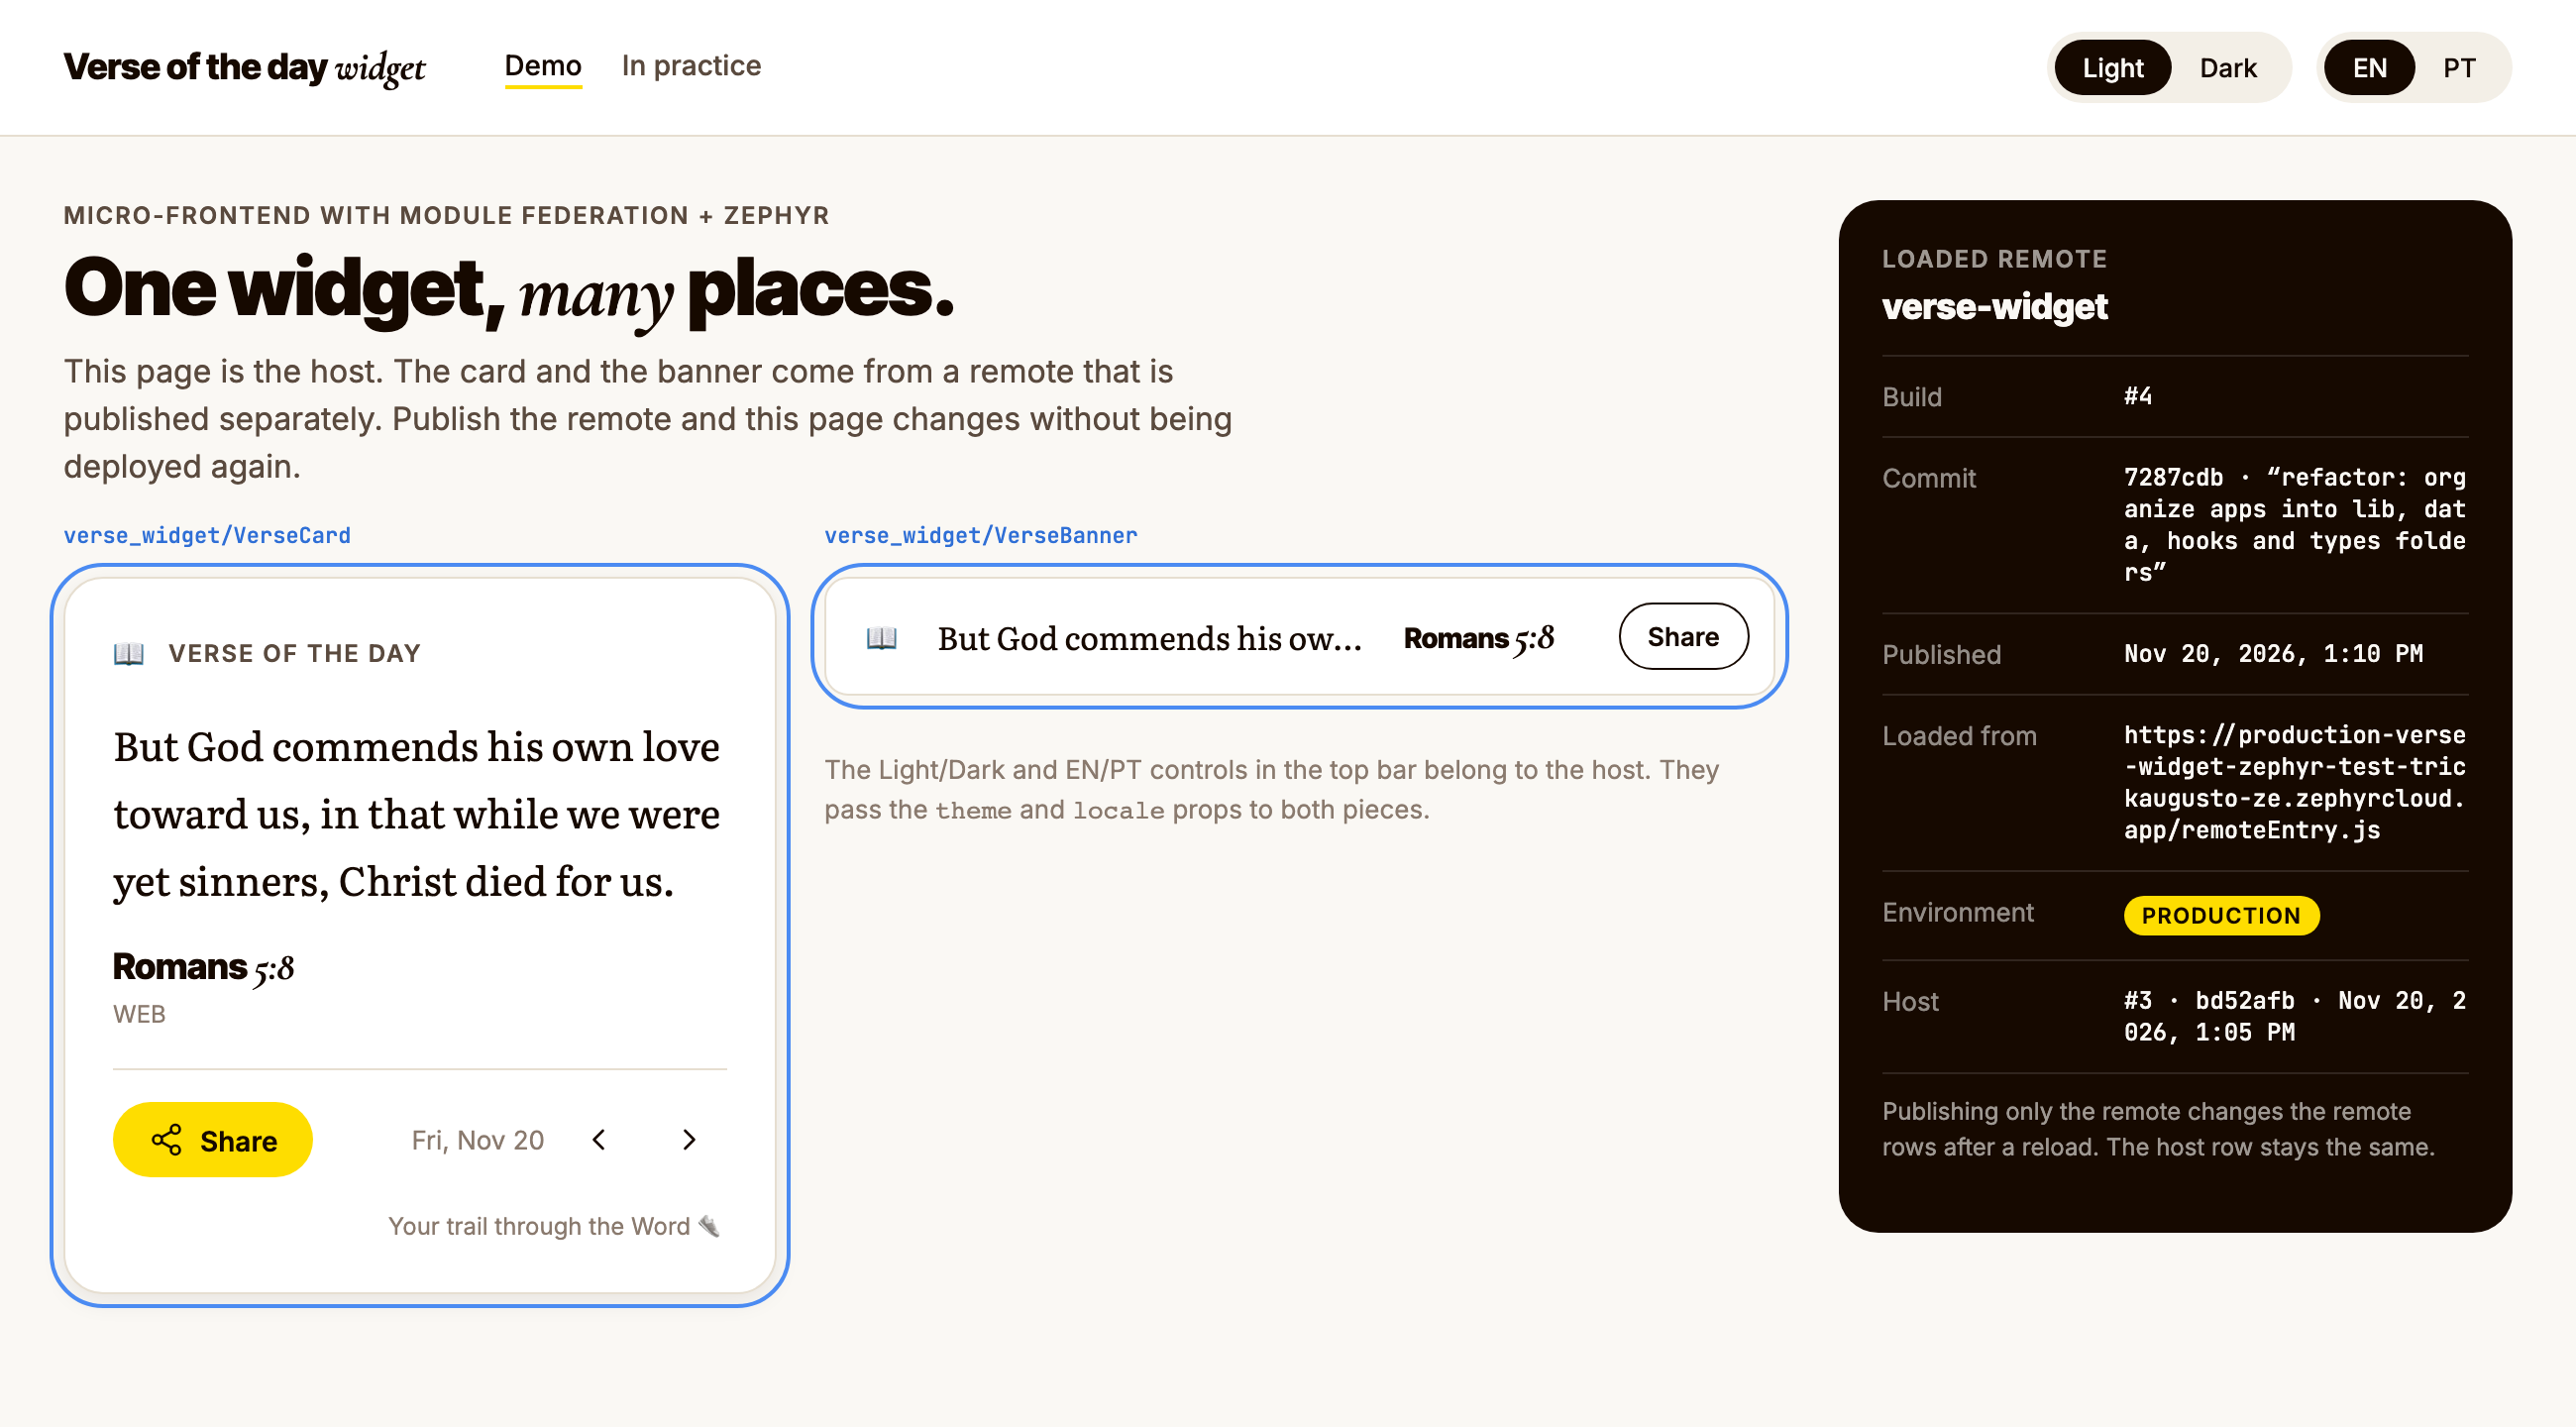 Verse of the day widget
Demo
In practice
Light
Dark
EN
PT
MICRO-FRONTEND WITH MODULE FEDERATION + ZEPHYR
One widget, many places.
This page is the host. The card and the banner come from a remote that is
published separately. Publish the remote and this page changes without being
deployed again.
verse_widget/VerseCard
VERSE OF THE DAY
But God commends his own love
toward us, in that while we were
yet sinners, Christ died for us.
Romans 5:8
WEB
Share
Fri, Nov 20
Your trail through the Word
verse_widget/VerseBanner
But God commends his ow...
Romans 5:8
Share
The Light/Dark and EN/PT controls in the top bar belong to the host. They
pass the theme and locale props to both pieces.
LOADED REMOTE
verse-widget
Build
#4
Commit
7287cdb · “refactor: org
anize apps into lib, dat
a, hooks and types folde
rs”
Published
Nov 20, 2026, 1:10 PM
Loaded from
https://production-verse
-widget-zephyr-test-tric
kaugusto-ze.zephyrcloud.
app/remoteEntry.js
Environment
PRODUCTION
Host
#3 · bd52afb · Nov 20, 2
026, 1:05 PM
Publishing only the remote changes the remote
rows after a reload. The host row stays the same.